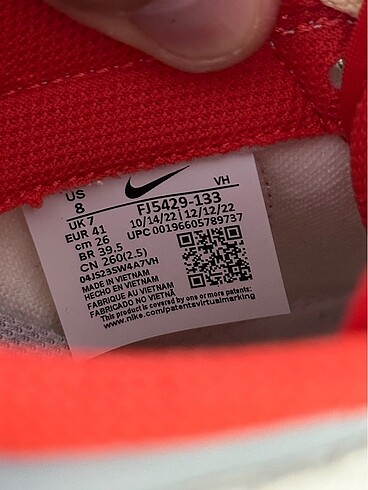 US 8
VH
UK 7
FJ5429-133
EUR 41
10/14/22 | 12/12/22
cm 26
UPC 00196605789737
BR 39.5
CN 260(2.5)
04JS23SW4A7VH
MADE IN VIETNAM
HECHO EN VIETNAM
FABRIQUE AU VIETNAM
FABRICADO NO VIETNÃ
This product is covered by one or more patents:
www.nike.com/patentsvirtualmarking